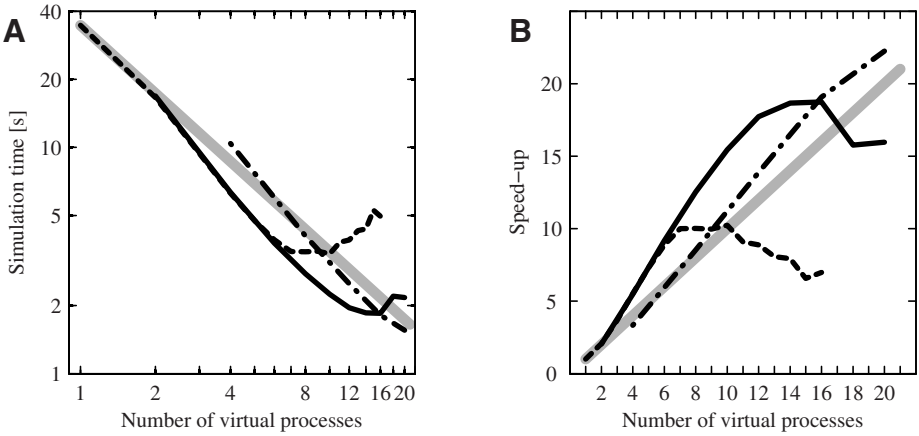 A
B
40
20
10
5
2
1
Simulation time [s]
1 2 4 8 12 16 20
Number of virtual processes
20
15
10
5
0
Speed-up
2 4 6 8 10 12 14 16 18 20
Number of virtual processes